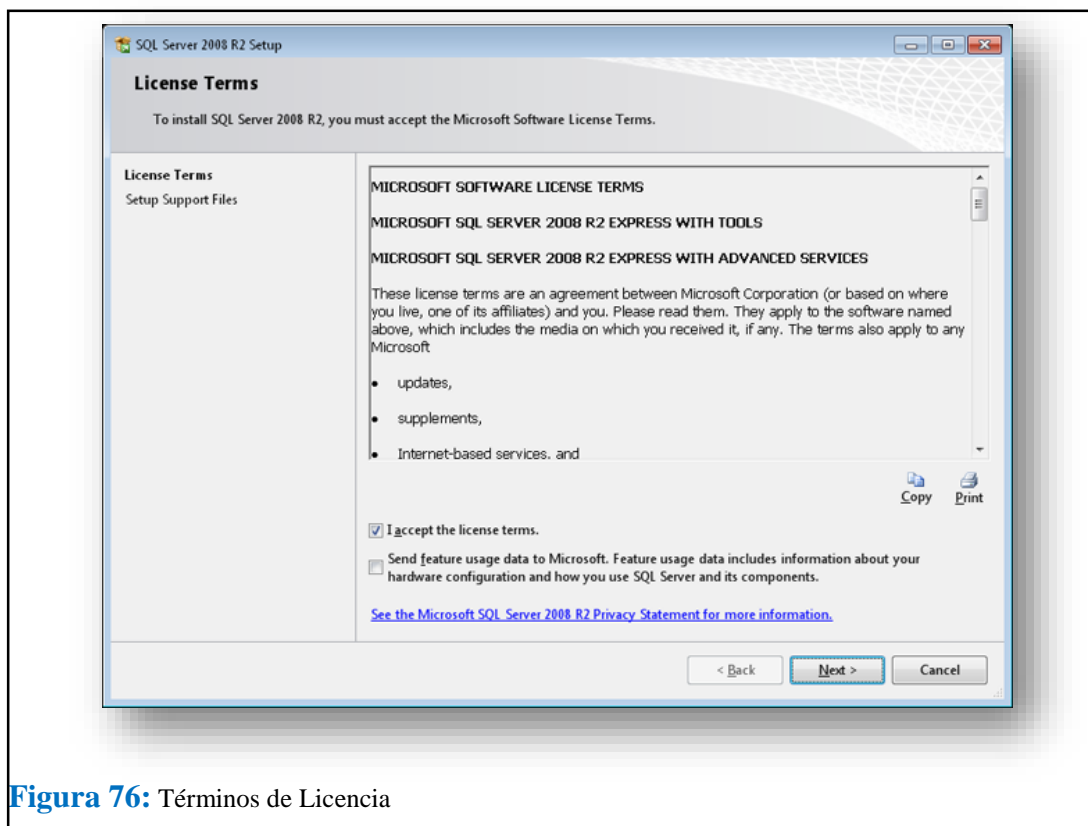 SQL Server 2008 R2 Setup
License Terms
To install SQL Server 2008 R2, you must accept the Microsoft Software License Terms.
License Terms
Setup Support Files
MICROSOFT SOFTWARE LICENSE TERMS
MICROSOFT SQL SERVER 2008 R2 EXPRESS WITH TOOLS
MICROSOFT SQL SERVER 2008 R2 EXPRESS WITH ADVANCED SERVICES
These license terms are an agreement between Microsoft Corporation (or based on where
you live, one of its affiliates) and you. Please read them. They apply to the software named
above, which includes the media on which you received it, if any. The terms also apply to any
Microsoft
• updates,
• supplements,
• Internet-based services, and
Copy Print
I accept the license terms.
Send feature usage data to Microsoft. Feature usage data includes information about your
hardware configuration and how you use SQL Server and its components.
See the Microsoft SQL Server 2008 R2 Privacy Statement for more information.
< Back Next > Cancel
Figura 76: Términos de Licencia